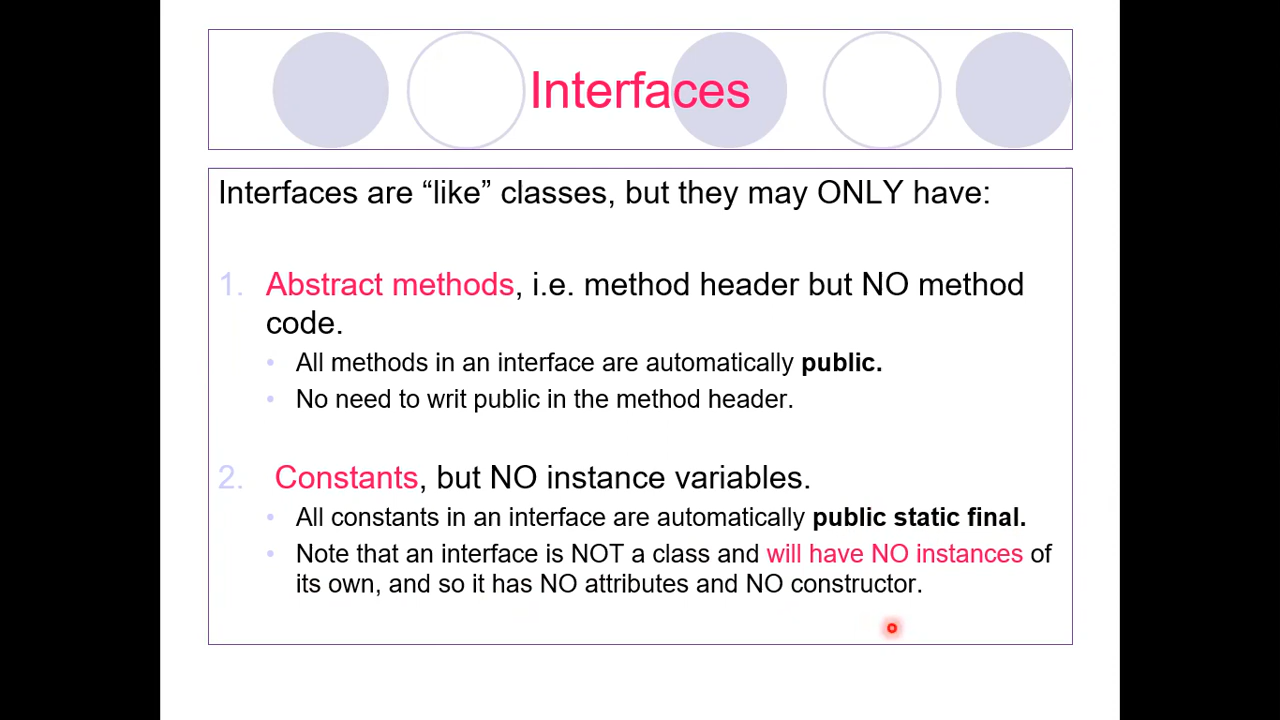 Interfaces
Interfaces are “like” classes, but they may ONLY have:
1. Abstract methods, i.e. method header but NO method
code.
• All methods in an interface are automatically public.
• No need to writ public in the method header.
2. Constants, but NO instance variables.
• All constants in an interface are automatically public static final.
• Note that an interface is NOT a class and will have NO instances of
its own, and so it has NO attributes and NO constructor.